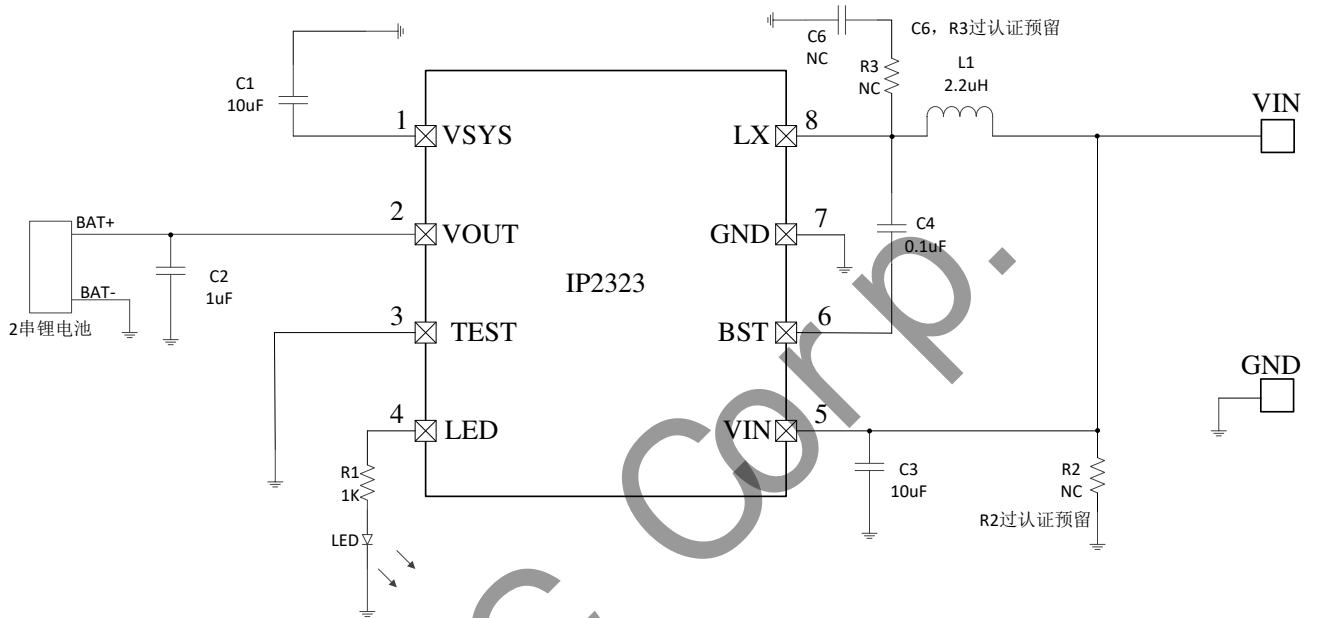 C1
10uF
1
VSYS
BAT+
2
VOUT
C2
1uF
BAT-
2串锂电池
3
TEST
4
LED
R1
1K
LED
IP2323
C6
NC
C6，R3过认证预留
R3
NC
L1
2.2uH
VIN
8
LX
7
GND
C4
0.1uF
6
BST
GND
5
VIN
C3
10uF
R2
NC
R2过认证预留
C. Corp.